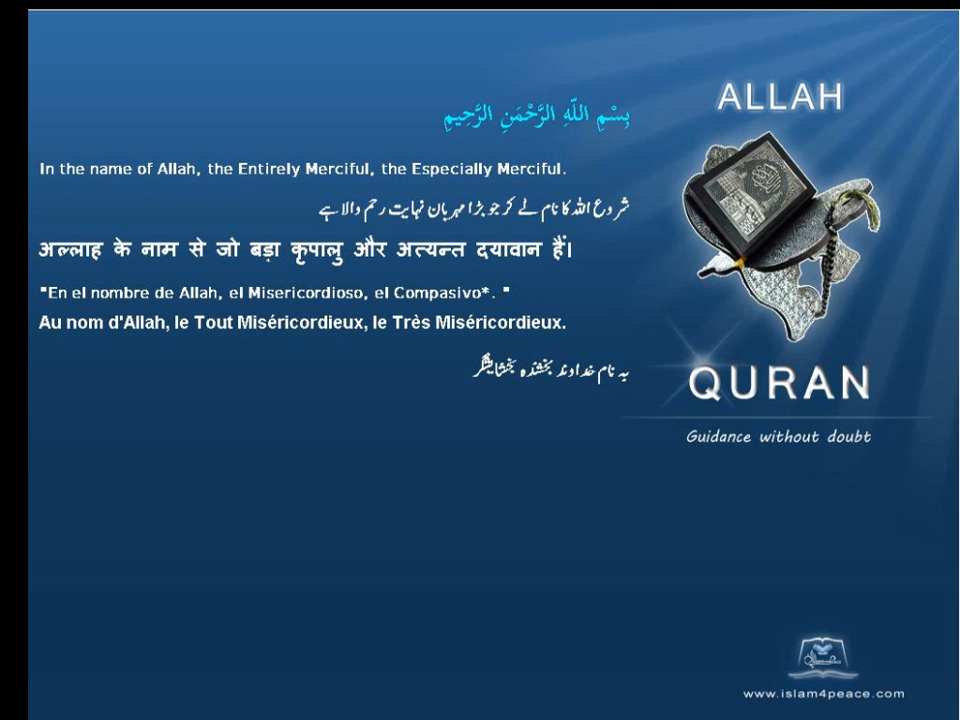 بِسْمِ اللَّهِ الرَّحْمَنِ الرَّحِيمِ
In the name of Allah, the Entirely Merciful, the Especially Merciful.
شروع اللہ کا نام لے کر جو بڑا مہربان نہایت رحم والا ہے
अल्लाह के नाम से जो बड़ा कृपालु और अत्यन्त दयावान हैं।
"En el nombre de Allah, el Misericordioso, el Compasivo*. "
Au nom d'Allah, le Tout Miséricordieux, le Très Miséricordieux.
به نام خداوند بخشنده بخشایشگر
ALLAH
QURAN
Guidance without doubt
www.islam4peace.com